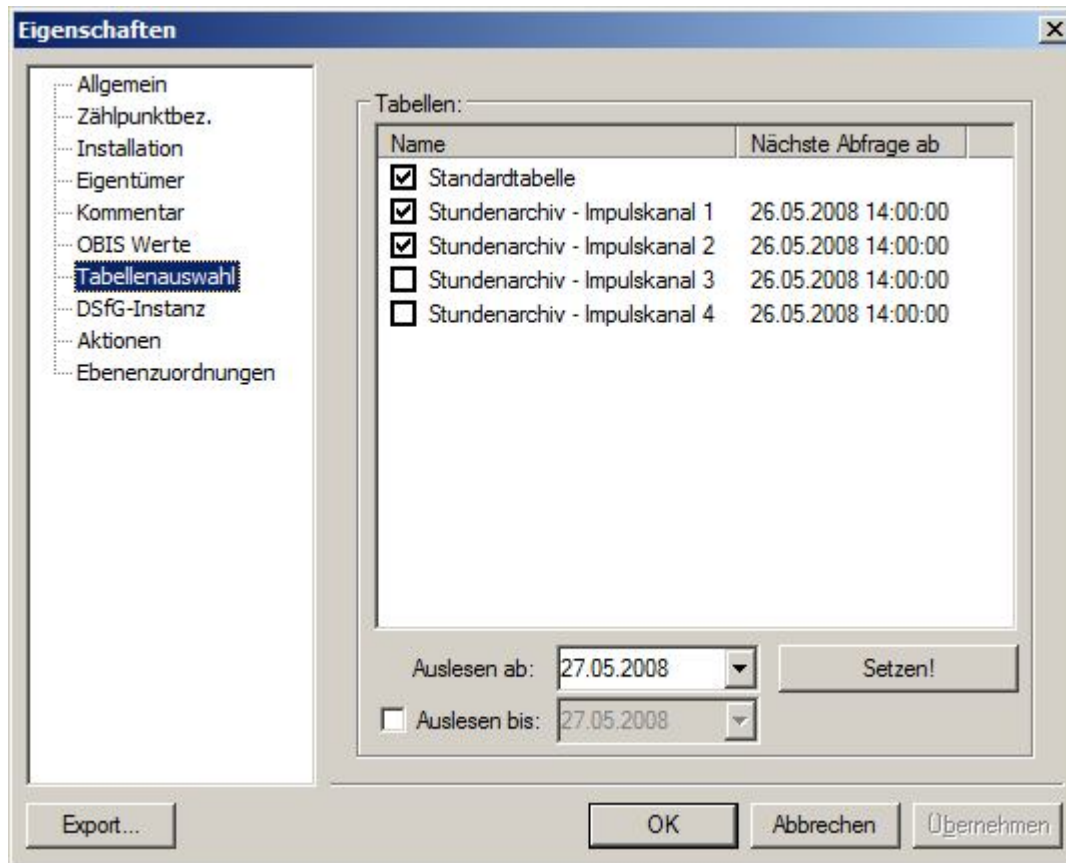 Eigenschaften
Allgemein
Zählpunktbez.
Installation
Eigentümer
Kommentar
OBIS Werte
Tabellenauswahl
DSfG-Instanz
Aktionen
Ebenenzuordnungen
Tabellen:
Name Nächste Abfrage ab
Standardtabelle
Stundenarchiv - Impulskanal 1 26.05.2008 14:00:00
Stundenarchiv - Impulskanal 2 26.05.2008 14:00:00
Stundenarchiv - Impulskanal 3 26.05.2008 14:00:00
Stundenarchiv - Impulskanal 4 26.05.2008 14:00:00
Auslesen ab: 27.05.2008 Setzen!
Auslesen bis: 27.05.2008
Export... OK Abbrechen Übernehmen